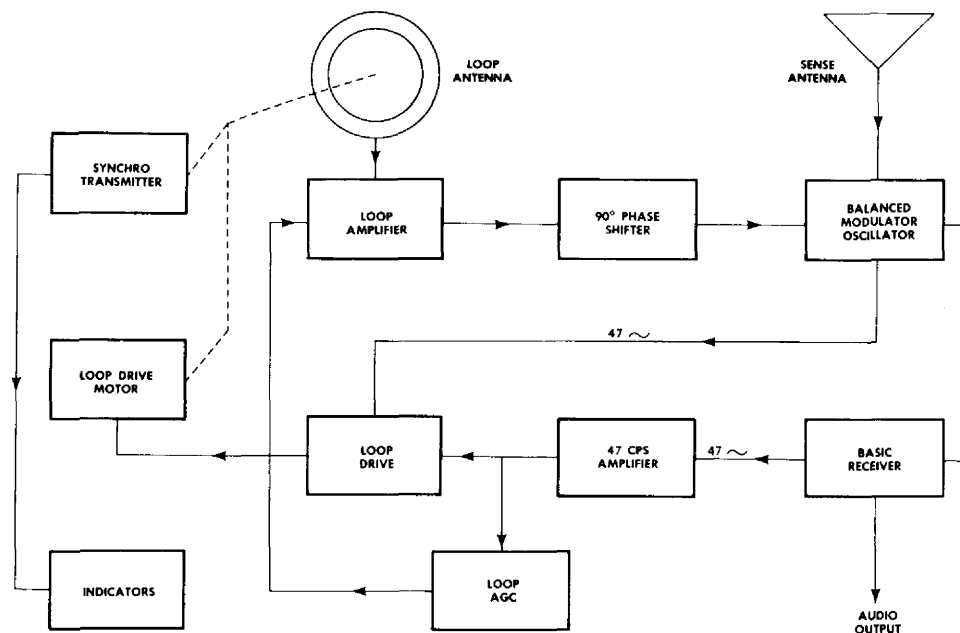 LOOP
ANTENNA
SENSE
ANTENNA
SYNCHRO
TRANSMITTER
LOOP
AMPLIFIER
90° PHASE
SHIFTER
BALANCED
MODULATOR
OSCILLATOR
47 ~
LOOP DRIVE
MOTOR
LOOP
DRIVE
47 CPS
AMPLIFIER
47 ~
BASIC
RECEIVER
INDICATORS
LOOP
AGC
AUDIO
OUTPUT